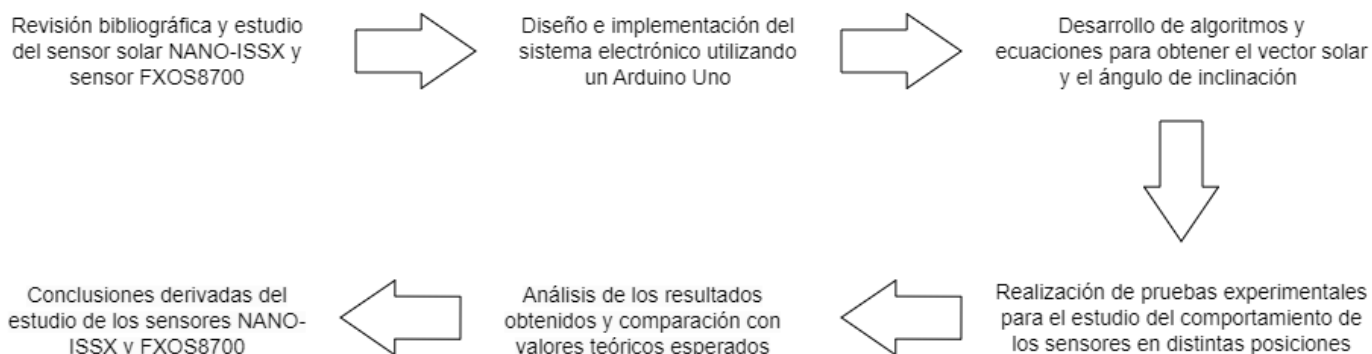 Revisión bibliográfica y estudio
del sensor solar NANO-ISSX y
sensor FXOS8700
Diseño e implementación del
sistema electrónico utilizando
un Arduino Uno
Desarrollo de algoritmos y
ecuaciones para obtener el vector solar
y el ángulo de inclinación
Realización de pruebas experimentales
para el estudio del comportamiento de
los sensores en distintas posiciones
Análisis de los resultados
obtenidos y comparación con
valores teóricos esperados
Conclusiones derivadas del
estudio de los sensores NANO-
ISSX y FXOS8700